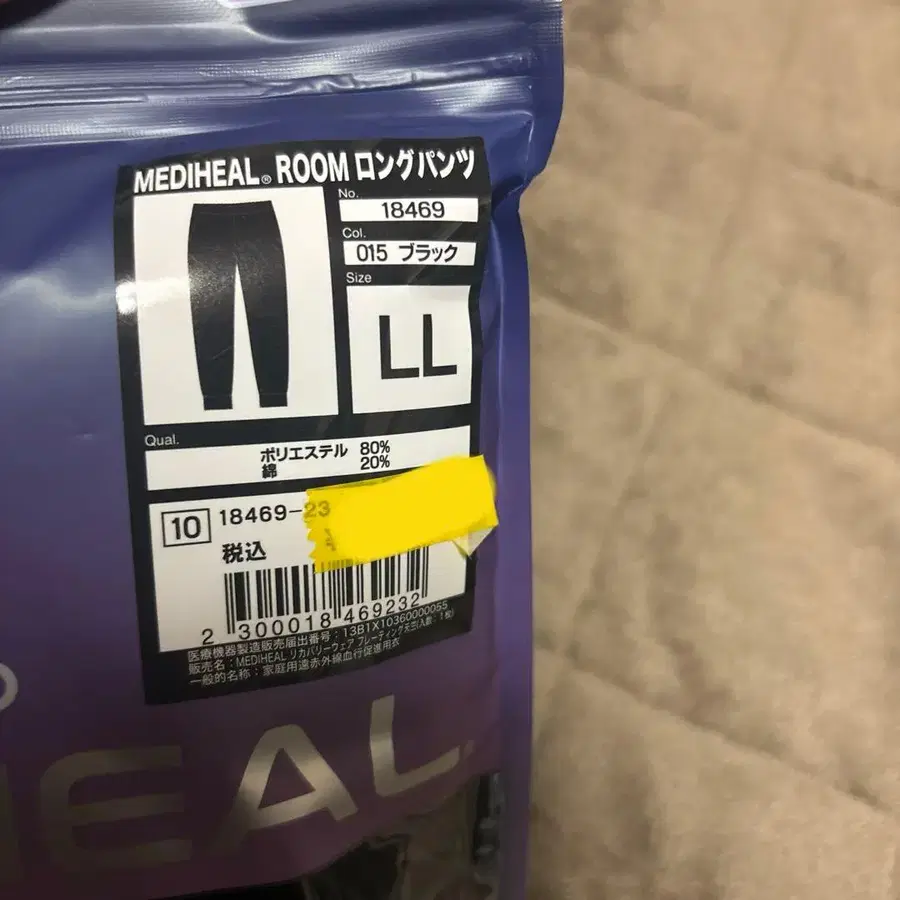 MEDIHEAL® ROOM ロングパンツ
No.
18469
Col.
015 ブラック
Size
LL
Qual.
ポリエステル 80%
綿 20%
10 18469-23
税込
2 300018 469232
医療機器製造販売届出番号：13B1X10360000055
販売名：MEDIHEAL リカバリーウェア プレーティング天竺(入数：1枚)
一般的名称：家庭用遠赤外線血行促進用衣
HEAL®